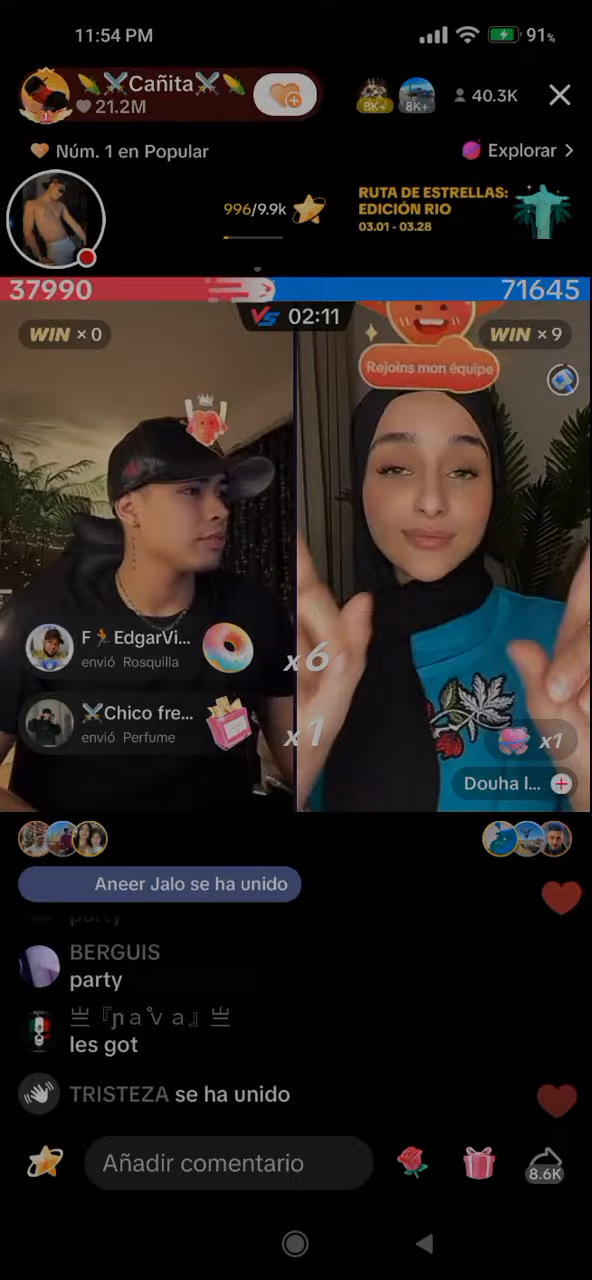 11:54 PM
91%
🌽⚔️Cañita⚔️🌽
21.2M
8K+
8K+
40.3K
Núm. 1 en Popular
Explorar
996/9.9k
RUTA DE ESTRELLAS:
EDICIÓN RIO
03.01 - 03.28
37990
71645
VS 02:11
WIN × 0
WIN × 9
Rejoins mon équipe
F🏃EdgarVi...
envió Rosquilla
x6
⚔️Chico fre...
envió Perfume
x1
x1
Douha l...
Aneer Jalo se ha unido
party
BERGUIS
party
les got
TRISTEZA se ha unido
Añadir comentario
8.6K